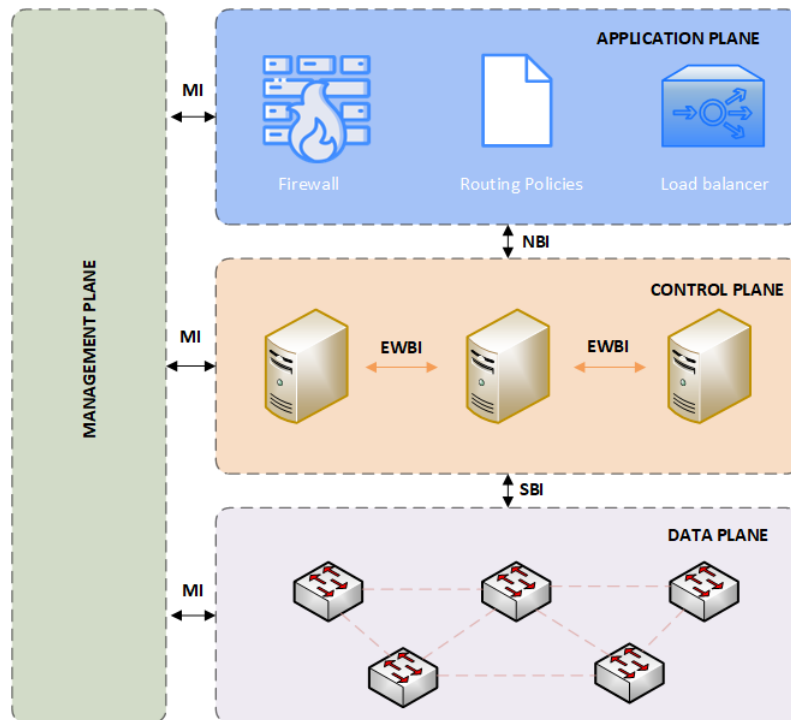 APPLICATION PLANE
MI
Firewall
Routing Policies
Load balancer
NBI
MANAGEMENT PLANE
CONTROL PLANE
MI
EWBI
EWBI
SBI
DATA PLANE
MI